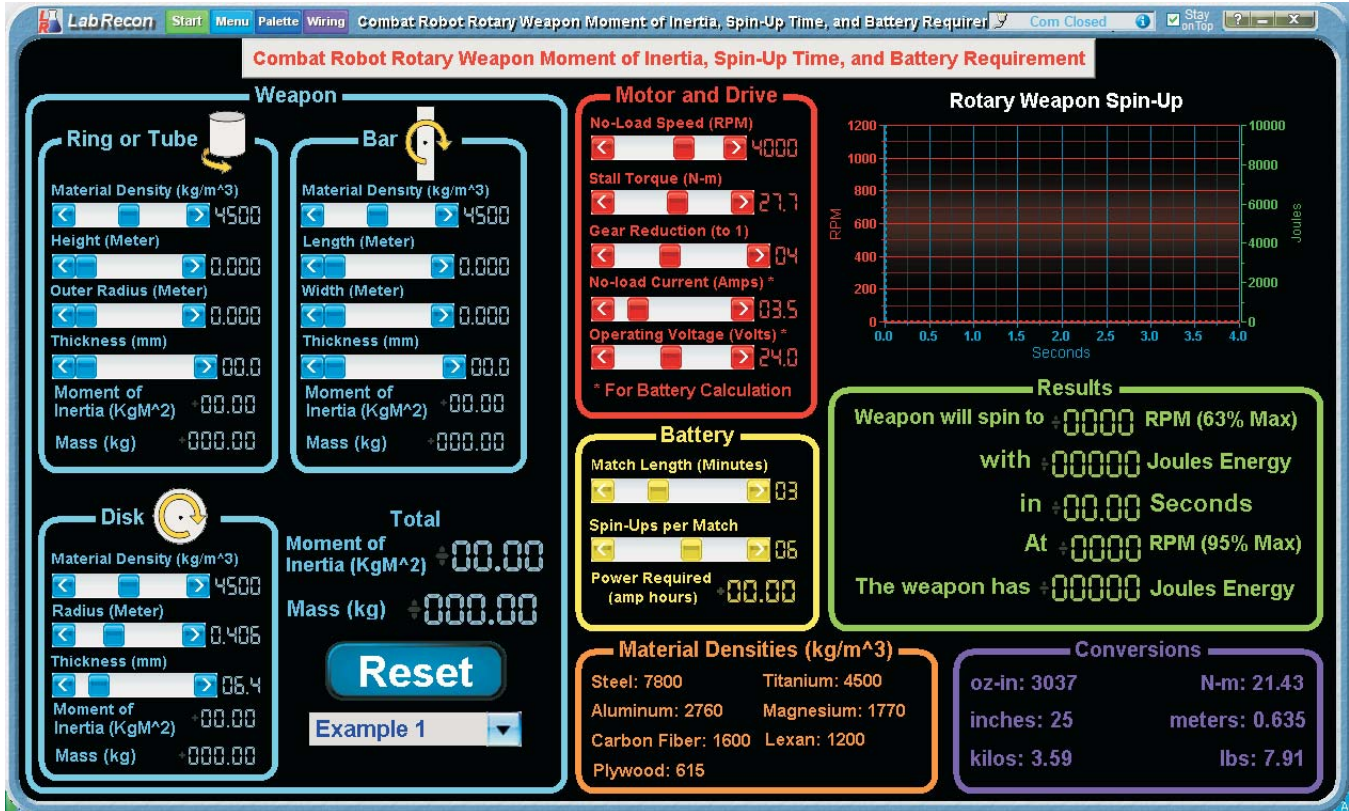 LabRecon Start Menu Palette Wiring Combat Robot Rotary Weapon Moment of Inertia, Spin-Up Time, and Battery Requirer Com Closed Stay on Top ? – X
Combat Robot Rotary Weapon Moment of Inertia, Spin-Up Time, and Battery Requirement
Weapon
Ring or Tube
Material Density (kg/m^3)
4500
Height (Meter)
0.000
Outer Radius (Meter)
0.000
Thickness (mm)
00.0
Moment of
Inertia (KgM^2) +00.00
Mass (kg) +000.00
Bar
Material Density (kg/m^3)
4500
Length (Meter)
0.000
Width (Meter)
0.000
Thickness (mm)
00.0
Moment of
Inertia (KgM^2) +00.00
Mass (kg) +000.00
Disk
Material Density (kg/m^3)
4500
Radius (Meter)
0.406
Thickness (mm)
06.4
Moment of
Inertia (KgM^2) +00.00
Mass (kg) +000.00
Total
Moment of
Inertia (KgM^2) +00.00
Mass (kg) +000.00
Reset
Example 1
Motor and Drive
No-Load Speed (RPM)
4000
Stall Torque (N-m)
27.7
Gear Reduction (to 1)
04
No-load Current (Amps) *
03.5
Operating Voltage (Volts) *
24.0
* For Battery Calculation
Battery
Match Length (Minutes)
03
Spin-Ups per Match
06
Power Required
(amp hours) +00.00
Material Densities (kg/m^3)
Steel: 7800 Titanium: 4500
Aluminum: 2760 Magnesium: 1770
Carbon Fiber: 1600 Lexan: 1200
Plywood: 615
Rotary Weapon Spin-Up
1200 10000
1000
8000
800
600 6000
RPM Joules
400 4000
200 2000
0 0
0.0 0.5 1.0 1.5 2.0 2.5 3.0 3.5 4.0
Seconds
Results
Weapon will spin to +0000 RPM (63% Max)
with +00000 Joules Energy
in +00.00 Seconds
At +0000 RPM (95% Max)
The weapon has +00000 Joules Energy
Conversions
oz-in: 3037 N-m: 21.43
inches: 25 meters: 0.635
kilos: 3.59 lbs: 7.91